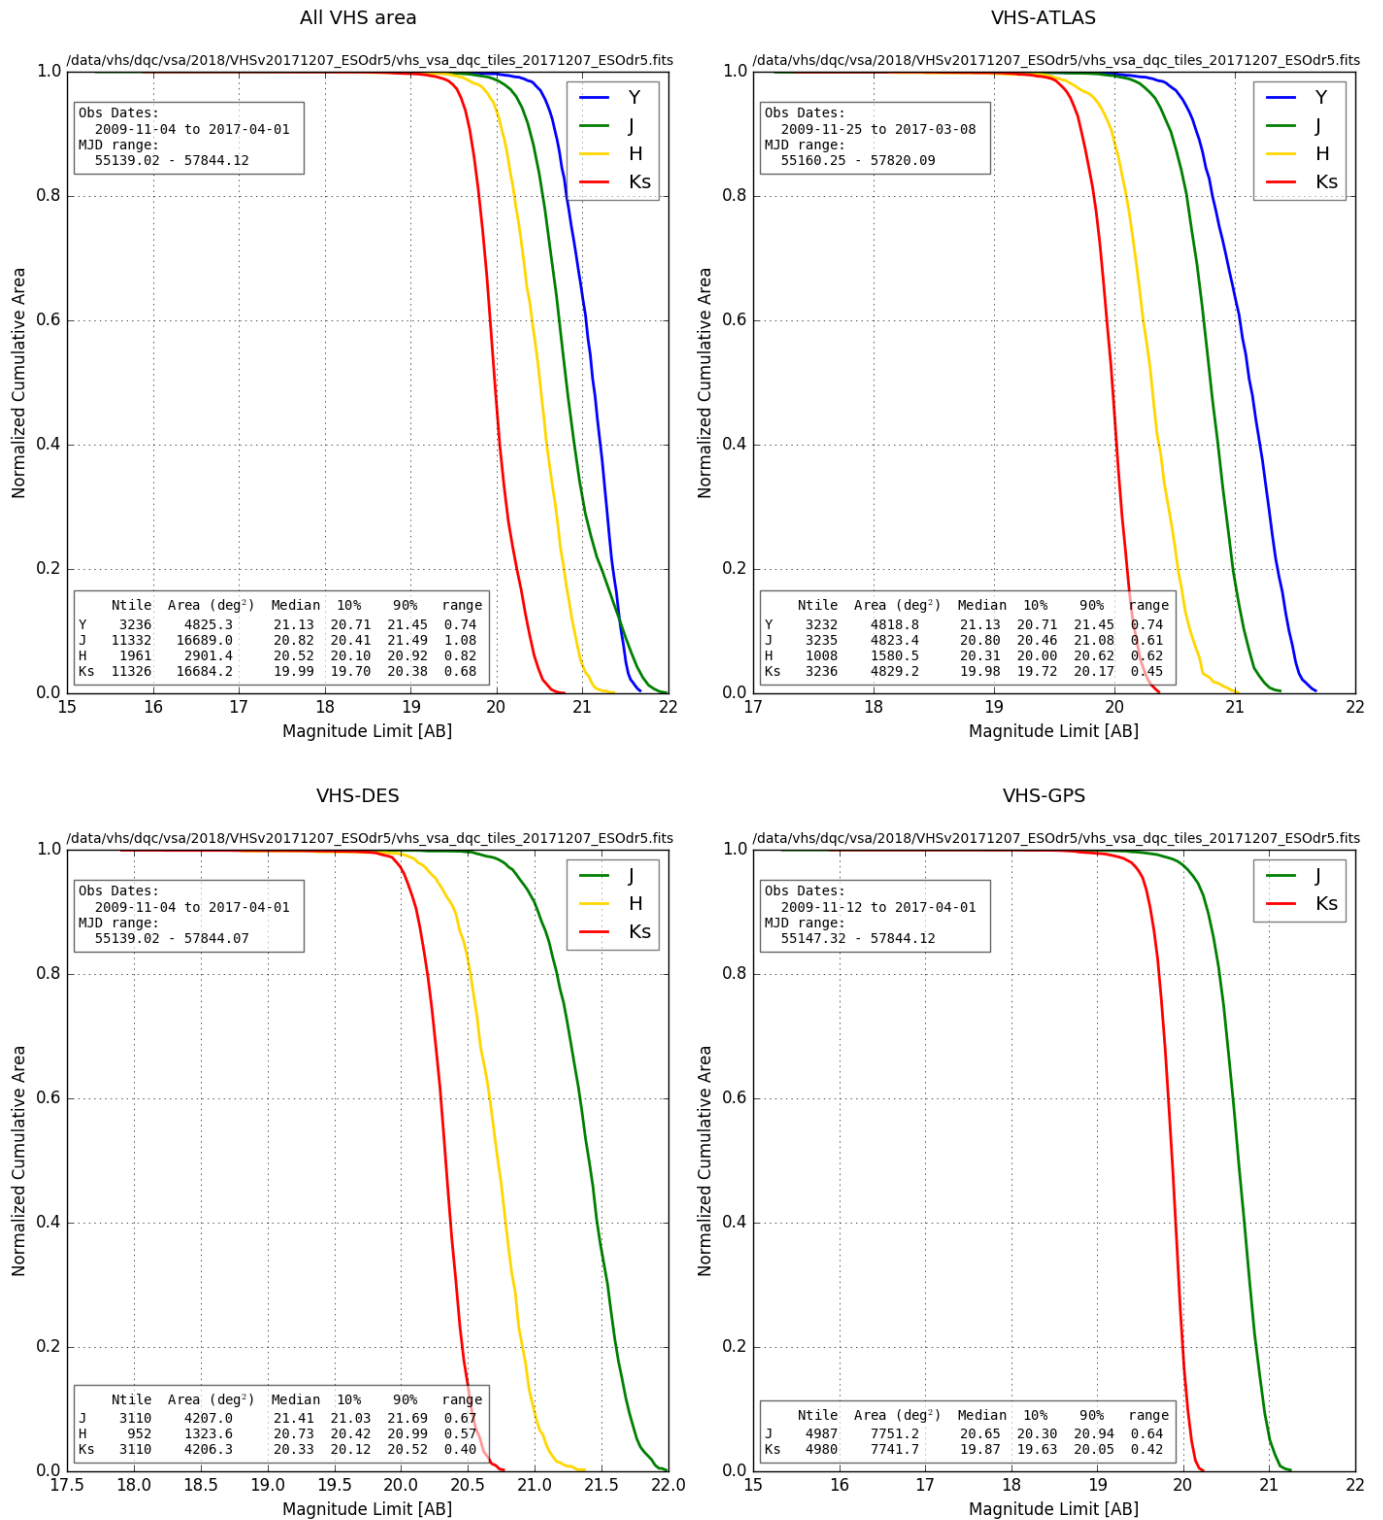 All VHS area
/data/vhs/dqc/vsa/2018/VHSv20171207_ESOdr5/vhs_vsa_dqc_tiles_20171207_ESOdr5.fits
Obs Dates:
2009-11-04 to 2017-04-01
MJD range:
55139.02 - 57844.12
Y
J
H
Ks
Normalized Cumulative Area
1.0
0.8
0.6
0.4
0.2
0.0
Ntile Area (deg²) Median 10% 90% range
Y 3236 4825.3 21.13 20.71 21.45 0.74
J 11332 16689.0 20.82 20.41 21.49 1.08
H 1961 2901.4 20.52 20.10 20.92 0.82
Ks 11326 16684.2 19.99 19.70 20.38 0.68
15 16 17 18 19 20 21 22
Magnitude Limit [AB]
VHS-ATLAS
/data/vhs/dqc/vsa/2018/VHSv20171207_ESOdr5/vhs_vsa_dqc_tiles_20171207_ESOdr5.fits
Obs Dates:
2009-11-25 to 2017-03-08
MJD range:
55160.25 - 57820.09
Y
J
H
Ks
Normalized Cumulative Area
1.0
0.8
0.6
0.4
0.2
0.0
Ntile Area (deg²) Median 10% 90% range
Y 3232 4818.8 21.13 20.71 21.45 0.74
J 3235 4823.4 20.80 20.46 21.08 0.61
H 1008 1580.5 20.31 20.00 20.62 0.62
Ks 3236 4829.2 19.98 19.72 20.17 0.45
17 18 19 20 21 22
Magnitude Limit [AB]
VHS-DES
/data/vhs/dqc/vsa/2018/VHSv20171207_ESOdr5/vhs_vsa_dqc_tiles_20171207_ESOdr5.fits
Obs Dates:
2009-11-04 to 2017-04-01
MJD range:
55139.02 - 57844.07
J
H
Ks
Normalized Cumulative Area
1.0
0.8
0.6
0.4
0.2
0.0
Ntile Area (deg²) Median 10% 90% range
J 3110 4207.0 21.41 21.03 21.69 0.67
H 952 1323.6 20.73 20.42 20.99 0.57
Ks 3110 4206.3 20.33 20.12 20.52 0.40
17.5 18.0 18.5 19.0 19.5 20.0 20.5 21.0 21.5 22.0
Magnitude Limit [AB]
VHS-GPS
/data/vhs/dqc/vsa/2018/VHSv20171207_ESOdr5/vhs_vsa_dqc_tiles_20171207_ESOdr5.fits
Obs Dates:
2009-11-12 to 2017-04-01
MJD range:
55147.32 - 57844.12
J
Ks
Normalized Cumulative Area
1.0
0.8
0.6
0.4
0.2
0.0
Ntile Area (deg²) Median 10% 90% range
J 4987 7751.2 20.65 20.30 20.94 0.64
Ks 4980 7741.7 19.87 19.63 20.05 0.42
15 16 17 18 19 20 21 22
Magnitude Limit [AB]